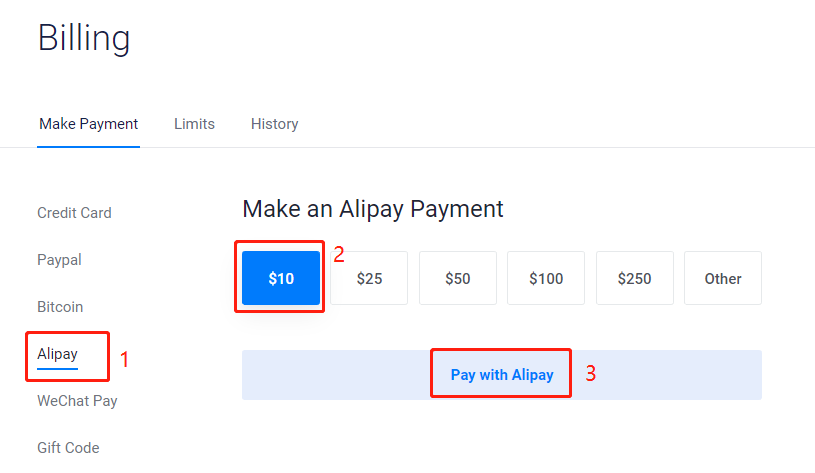 Billing
Make Payment Limits History
Credit Card
Paypal
Bitcoin
Alipay 1
WeChat Pay
Gift Code
Make an Alipay Payment
$10 2 $25 $50 $100 $250 Other
Pay with Alipay 3